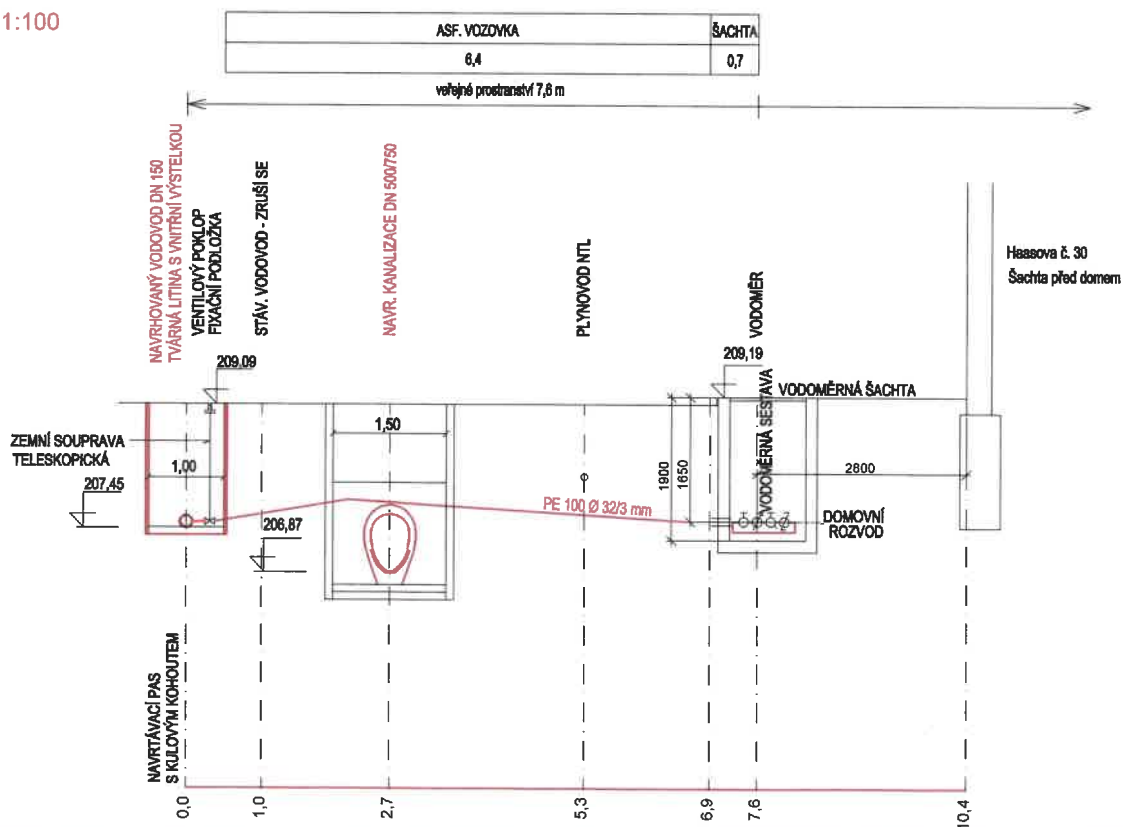 1:100
ASF. VOZOVKA
ŠACHTA
6,4
0,7
veřejné prostranství 7,6 m
NAVRHOVANÝ VODOVOD DN 150
TVÁRNÁ LITINA S VNITŘNÍ VÝSTELKOU
VENTILOVÝ POKLOP
FIXAČNÍ PODLOŽKA
STÁV. VODOVOD - ZRUŠÍ SE
NAVR. KANALIZACE DN 500/750
PLYNOVOD NTL
VODOMĚR
Haasova č. 30
Šachta před domem
209,09
209,19
VODOMĚRNÁ ŠACHTA
VODOMĚRNÁ SESTAVA
ZEMNÍ SOUPRAVA
TELESKOPICKÁ
1,00
1,50
1900
1650
2800
207,45
PE 100 Ø 32/3 mm
DOMOVNÍ
ROZVOD
206,87
NAVRTÁVACÍ PAS
S KULOVÝM KOHOUTEM
0,0
1,0
2,7
5,3
6,9
7,6
10,4